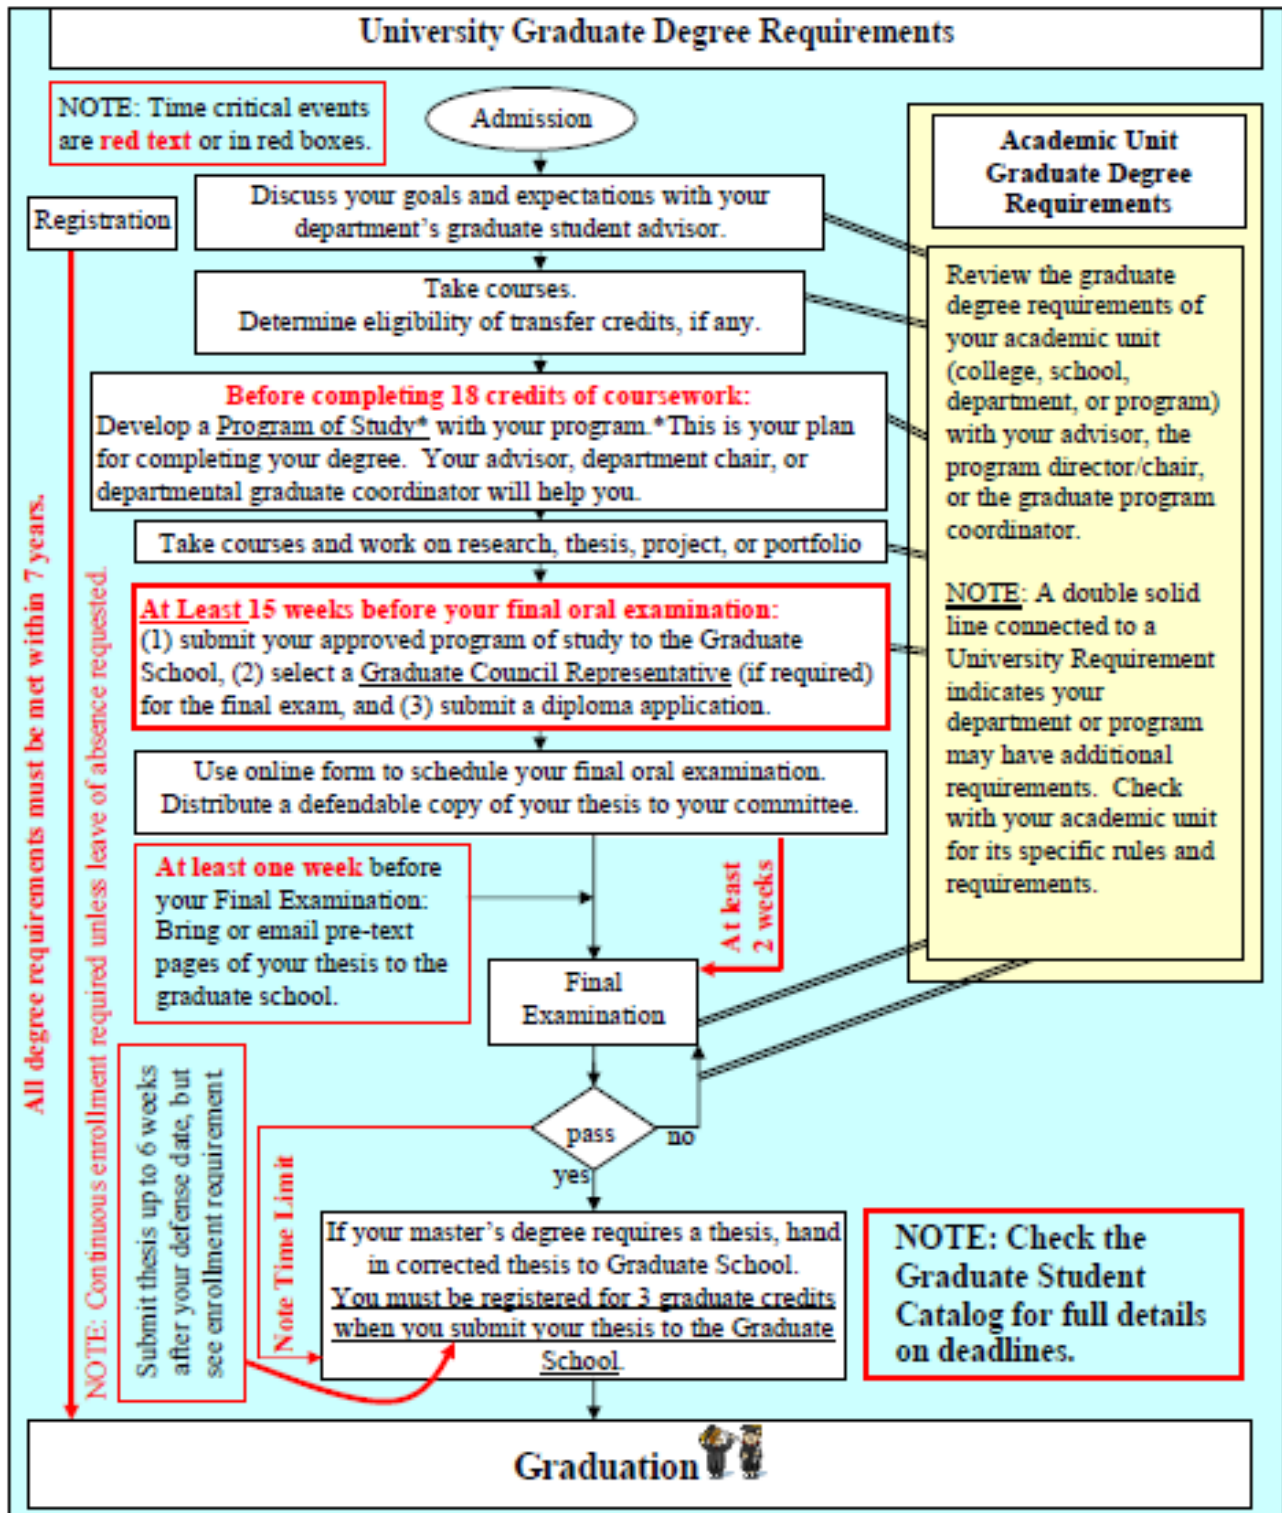 University Graduate Degree Requirements
NOTE: Time critical events
are red text or in red boxes.
Admission
Academic Unit
Graduate Degree
Requirements
Registration
Discuss your goals and expectations with your
department's graduate student advisor.
Take courses.
Determine eligibility of transfer credits, if any.
Before completing 18 credits of coursework:
Develop a Program of Study* with your program.*This is your plan
for completing your degree. Your advisor, department chair, or
departmental graduate coordinator will help you.
Take courses and work on research, thesis, project, or portfolio
At Least 15 weeks before your final oral examination:
(1) submit your approved program of study to the Graduate
School, (2) select a Graduate Council Representative (if required)
for the final exam, and (3) submit a diploma application.
Use online form to schedule your final oral examination.
Distribute a defendable copy of your thesis to your committee.
Review the graduate
degree requirements of
your academic unit
(college, school,
department, or program)
with your advisor, the
program director/chair,
or the graduate program
coordinator.
NOTE: A double solid
line connected to a
University Requirement
indicates your
department or program
may have additional
requirements. Check
with your academic unit
for its specific rules and
requirements.
All degree requirements must be met within 7 years.
NOTE: Continuous enrollment required unless leave of absence requested.
At least one week before
your Final Examination:
Bring or email pre-text
pages of your thesis to the
graduate school.
At least
2 weeks
Final
Examination
pass
no
yes
Submit thesis up to 6 weeks
after your defense date, but
see enrollment requirement
Note Time Limit
If your master's degree requires a thesis, hand
in corrected thesis to Graduate School.
You must be registered for 3 graduate credits
when you submit your thesis to the Graduate
School.
NOTE: Check the
Graduate Student
Catalog for full details
on deadlines.
Graduation